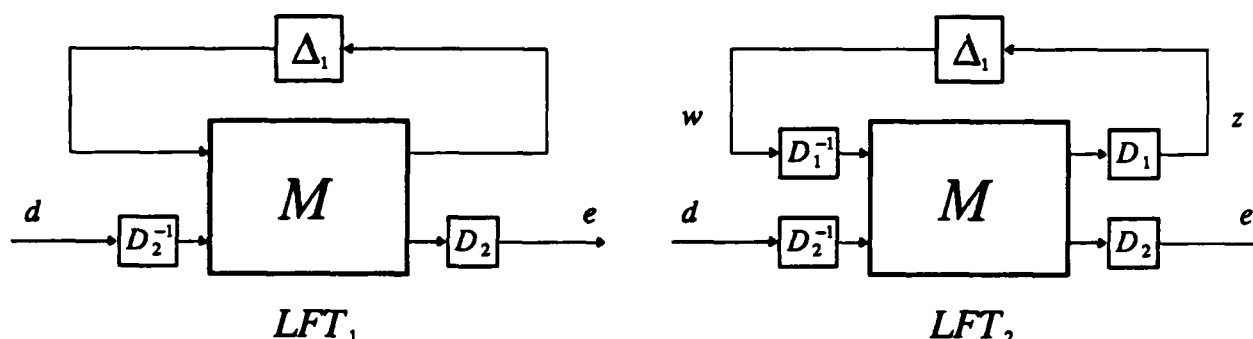 Δ₁
M
d
D₂⁻¹
D₂
e
LFT₁
Δ₁
w
z
D₁⁻¹
M
D₁
d
D₂⁻¹
D₂
e
LFT₂